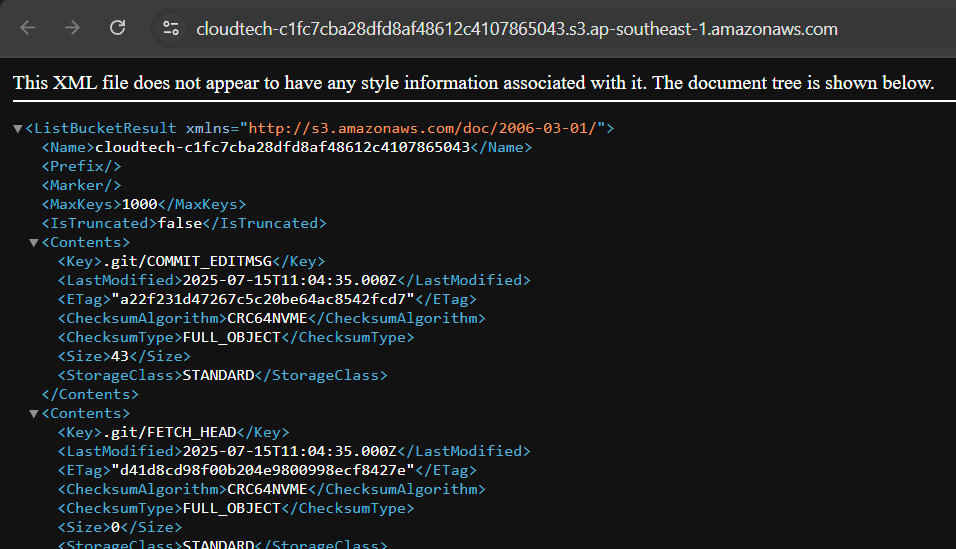 cloudtech-c1fc7cba28dfd8af48612c4107865043.s3.ap-southeast-1.amazonaws.com
This XML file does not appear to have any style information associated with it. The document tree is shown below.
▼<ListBucketResult xmlns="http://s3.amazonaws.com/doc/2006-03-01/">
<Name>cloudtech-c1fc7cba28dfd8af48612c4107865043</Name>
<Prefix/>
<Marker/>
<MaxKeys>1000</MaxKeys>
<IsTruncated>false</IsTruncated>
▼<Contents>
<Key>.git/COMMIT_EDITMSG</Key>
<LastModified>2025-07-15T11:04:35.000Z</LastModified>
<ETag>"a22f231d47267c5c20be64ac8542fcd7"</ETag>
<ChecksumAlgorithm>CRC64NVME</ChecksumAlgorithm>
<ChecksumType>FULL_OBJECT</ChecksumType>
<Size>43</Size>
<StorageClass>STANDARD</StorageClass>
</Contents>
▼<Contents>
<Key>.git/FETCH_HEAD</Key>
<LastModified>2025-07-15T11:04:35.000Z</LastModified>
<ETag>"d41d8cd98f00b204e9800998ecf8427e"</ETag>
<ChecksumAlgorithm>CRC64NVME</ChecksumAlgorithm>
<ChecksumType>FULL_OBJECT</ChecksumType>
<Size>0</Size>
<StorageClass>STANDARD</StorageClass>